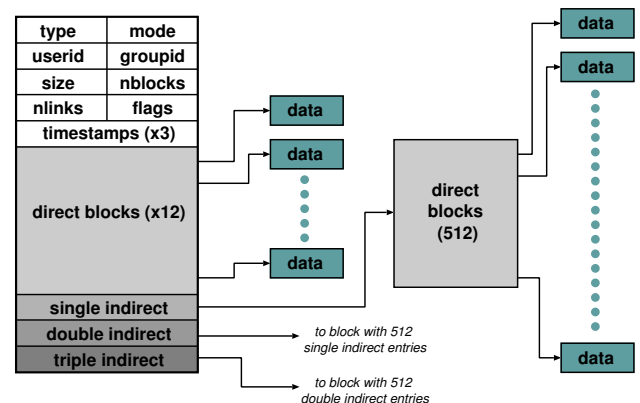 type mode
userid groupid
size nblocks
nlinks flags
timestamps (x3)
direct blocks (x12)
single indirect
double indirect
triple indirect
data
data
data
to block with 512
single indirect entries
to block with 512
double indirect entries
direct
blocks
(512)
data
data
data